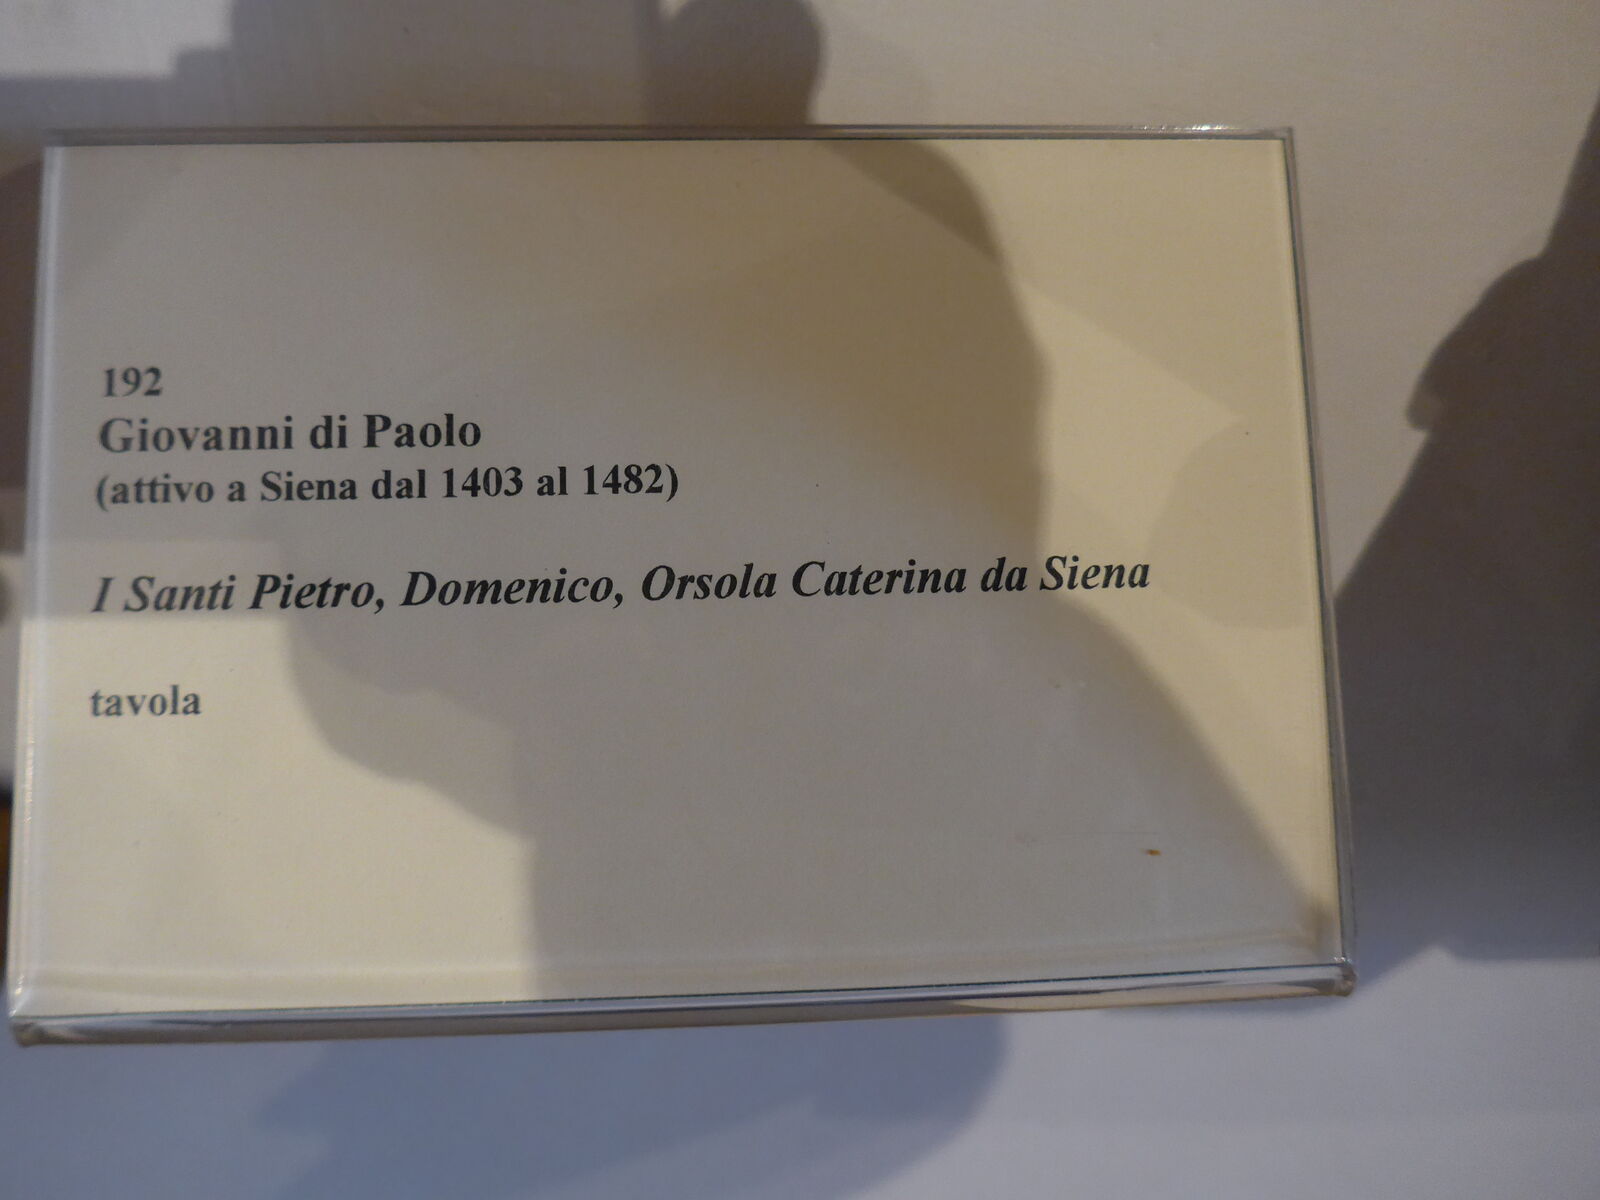 192
Giovanni di Paolo
(attivo a Siena dal 1403 al 1482)
I Santi Pietro, Domenico, Orsola Caterina da Siena
tavola